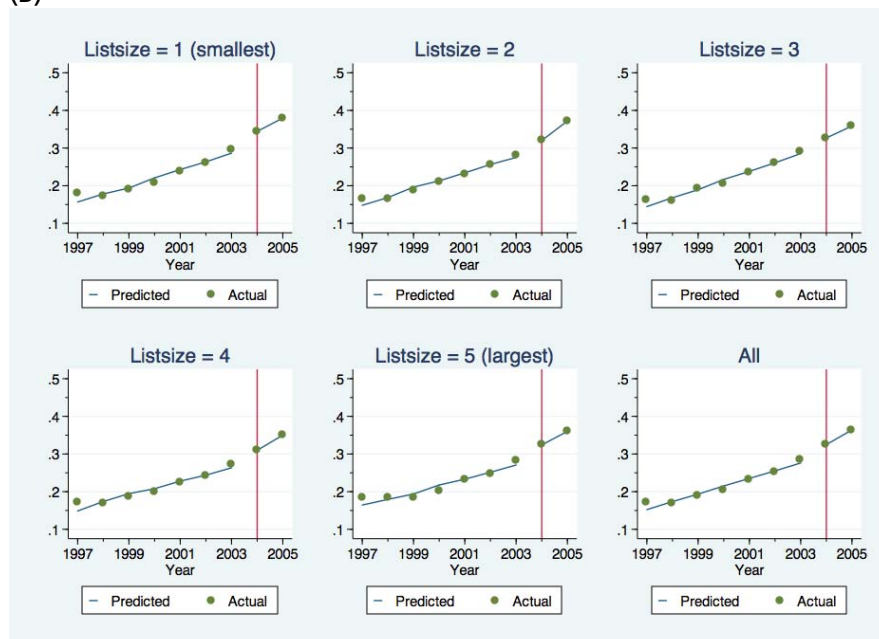 (B)
Listsize = 1 (smallest)
.5
.4
.3
.2
.1
1997 1999 2001 2003 2005
Year
Predicted Actual
Listsize = 2
.5
.4
.3
.2
.1
1997 1999 2001 2003 2005
Year
Predicted Actual
Listsize = 3
.5
.4
.3
.2
.1
1997 1999 2001 2003 2005
Year
Predicted Actual
Listsize = 4
.5
.4
.3
.2
.1
1997 1999 2001 2003 2005
Year
Predicted Actual
Listsize = 5 (largest)
.5
.4
.3
.2
.1
1997 1999 2001 2003 2005
Year
Predicted Actual
All
.5
.4
.3
.2
.1
1997 1999 2001 2003 2005
Year
Predicted Actual